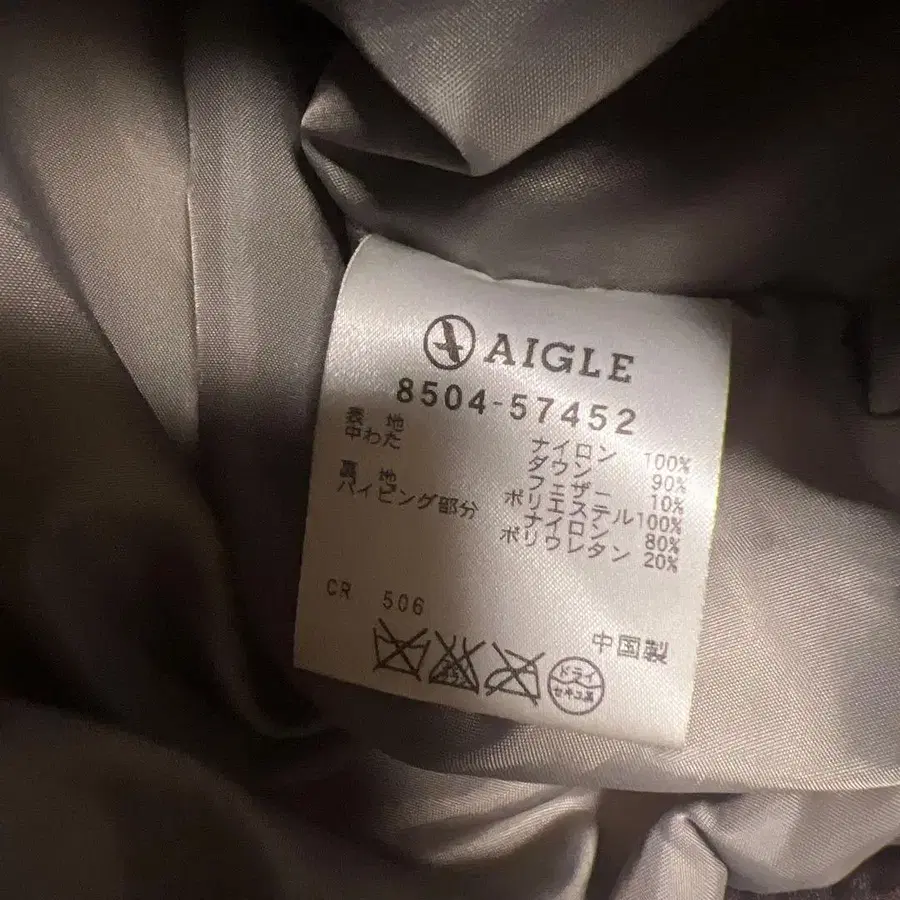 AIGLE
8504-57452
表 地 ナイロン 100%
中わた ダウン 90%
フェザー 10%
裏 地 ポリエステル 100%
パイピング部分 ナイロン 80%
ポリウレタン 20%
CR 506
中国製
ドライ
セキユ系